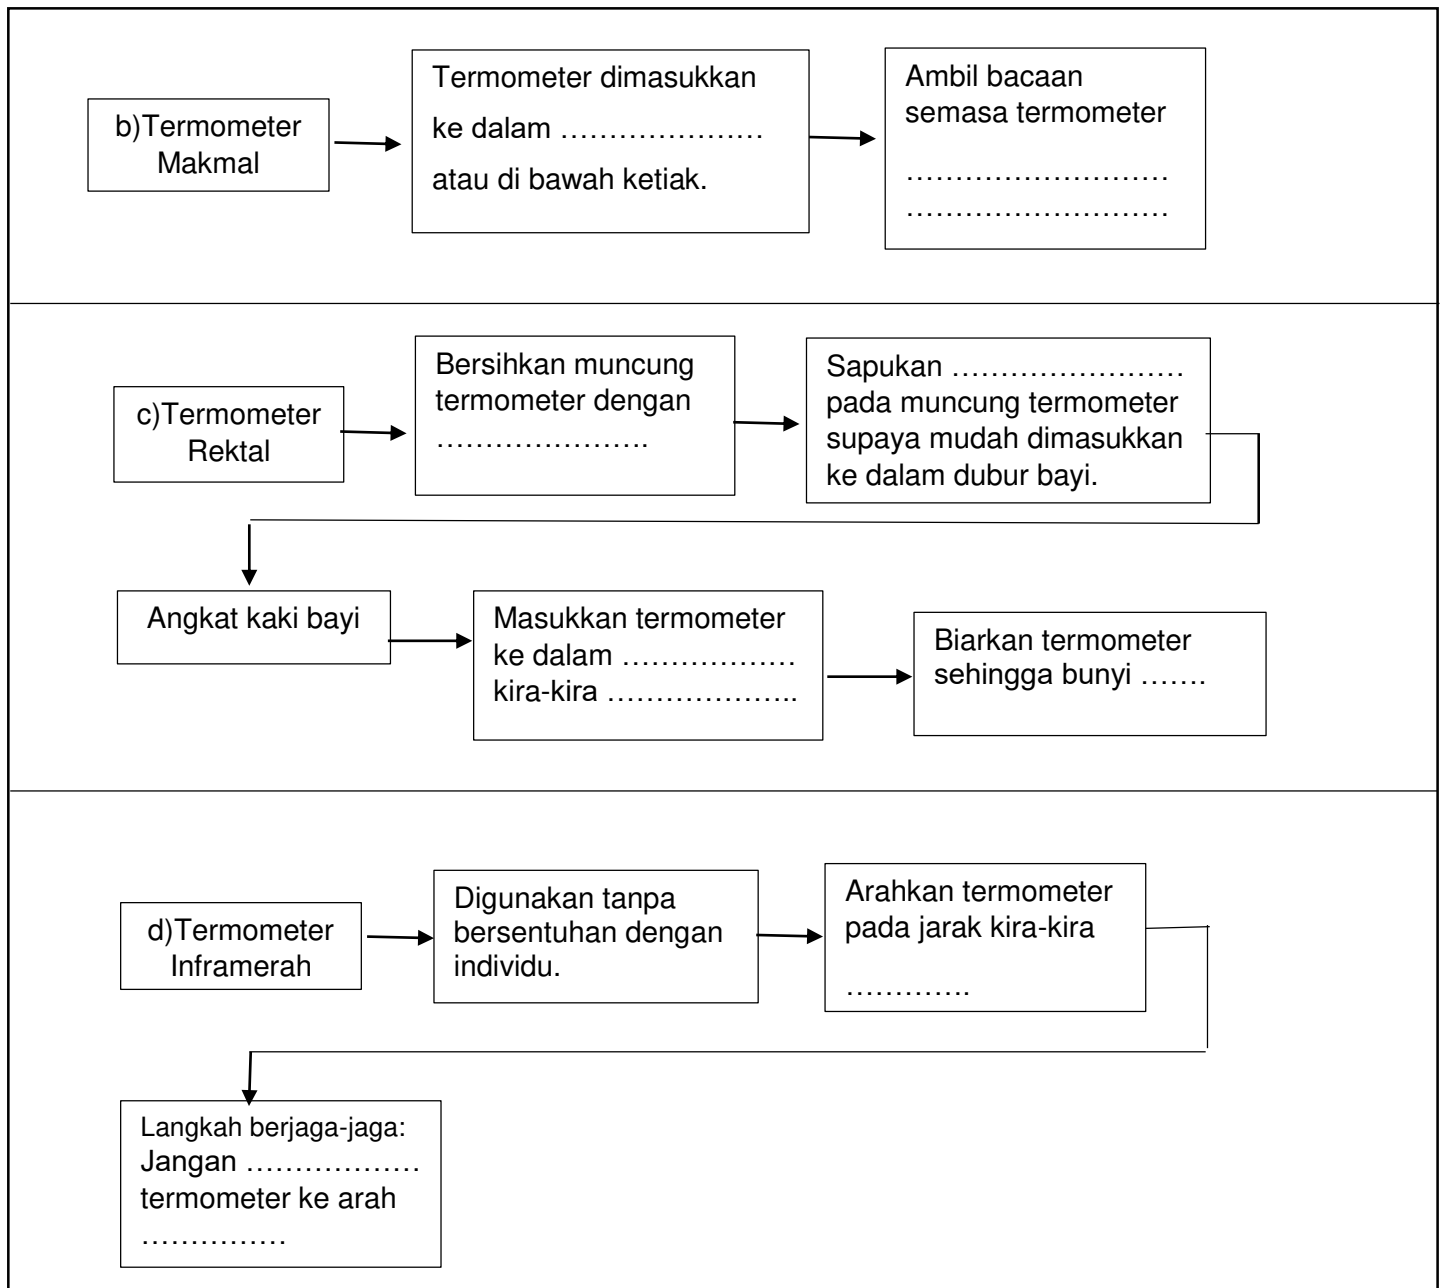 b)Termometer
Makmal
Termometer dimasukkan
ke dalam …………………
atau di bawah ketiak.
Ambil bacaan
semasa termometer
………………………
………………………
c)Termometer
Rektal
Bersihkan muncung
termometer dengan
………………….
Sapukan ……………………
pada muncung termometer
supaya mudah dimasukkan
ke dalam dubur bayi.
Angkat kaki bayi
Masukkan termometer
ke dalam ………………
kira-kira ………………..
Biarkan termometer
sehingga bunyi …….
d)Termometer
Inframerah
Digunakan tanpa
bersentuhan dengan
individu.
Arahkan termometer
pada jarak kira-kira
………….
Langkah berjaga-jaga:
Jangan ………………
termometer ke arah
……………